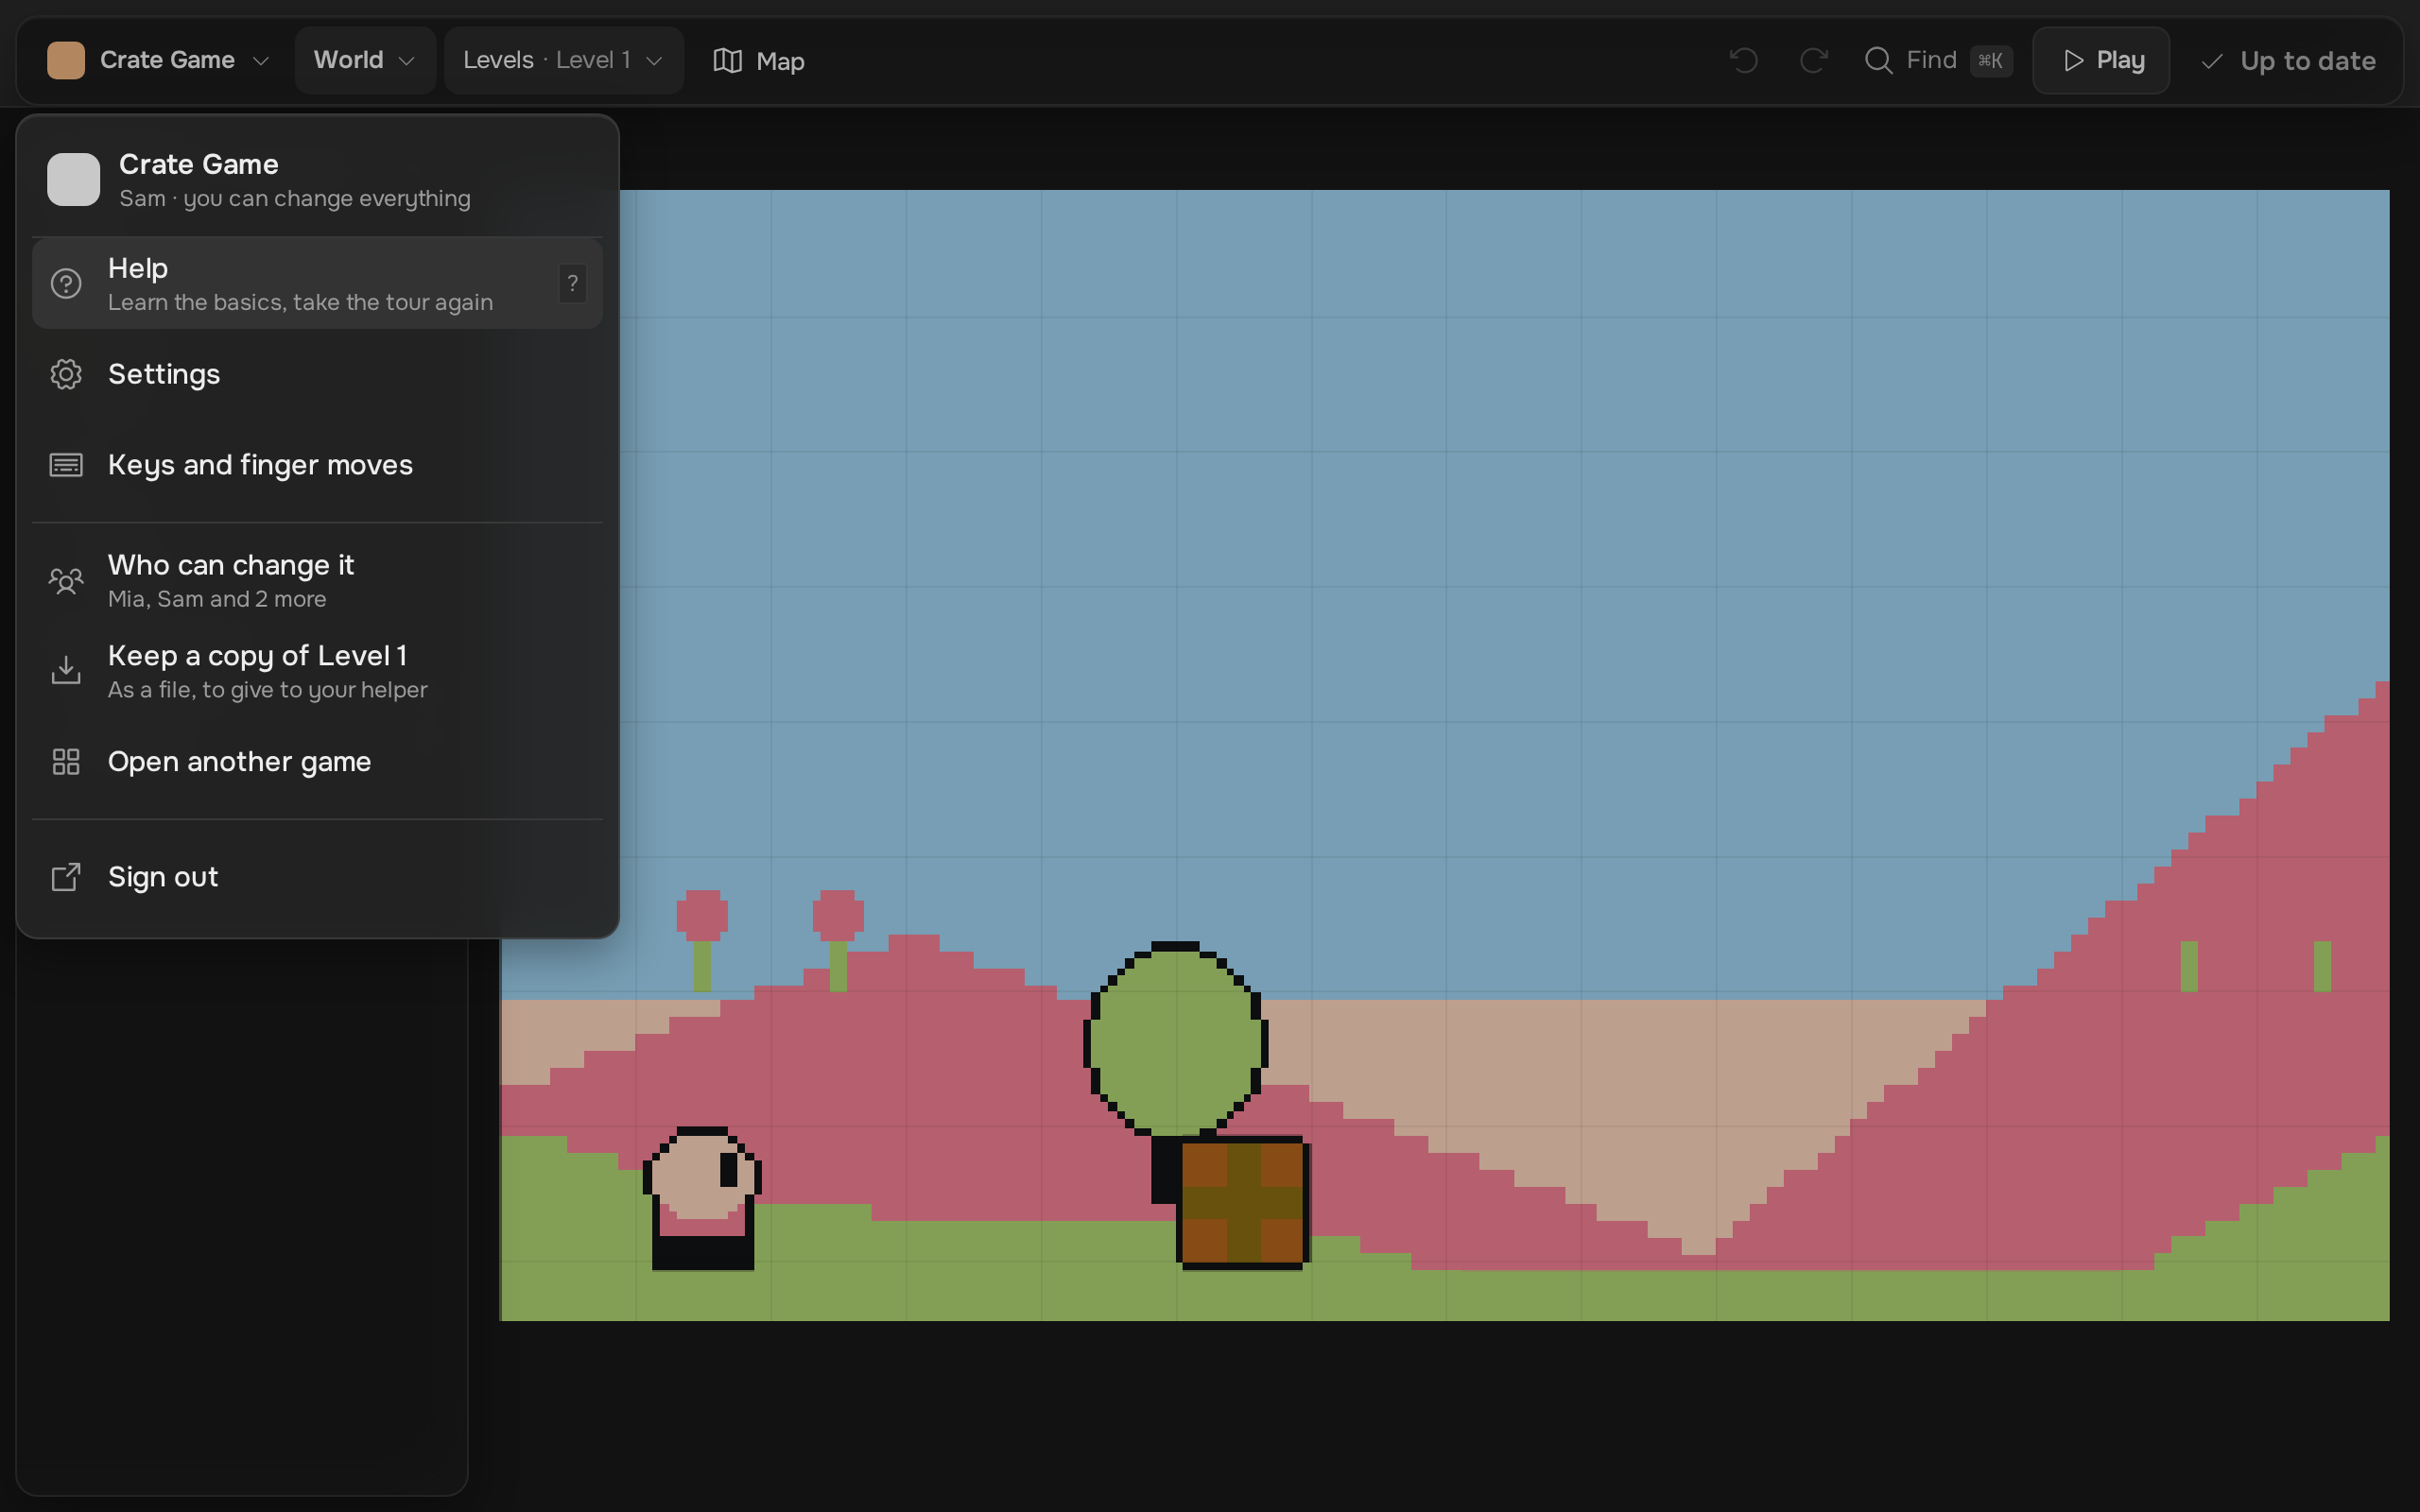 Crate Game
World
Levels · Level 1
Map
Find ⌘K
Play
Up to date
Crate Game
Sam · you can change everything
Help
Learn the basics, take the tour again
?
Settings
Keys and finger moves
Who can change it
Mia, Sam and 2 more
Keep a copy of Level 1
As a file, to give to your helper
Open another game
Sign out